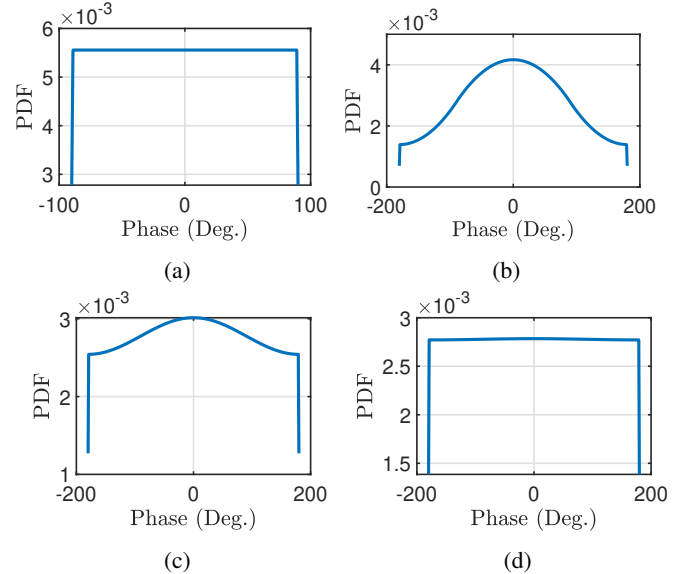 ×10⁻³
6
5
4
3
PDF
-100
0
100
Phase (Deg.)
(a)
×10⁻³
4
2
0
PDF
-200
0
200
Phase (Deg.)
(b)
×10⁻³
3
2
1
PDF
-200
0
200
Phase (Deg.)
(c)
×10⁻³
3
2.5
2
1.5
PDF
-200
0
200
Phase (Deg.)
(d)